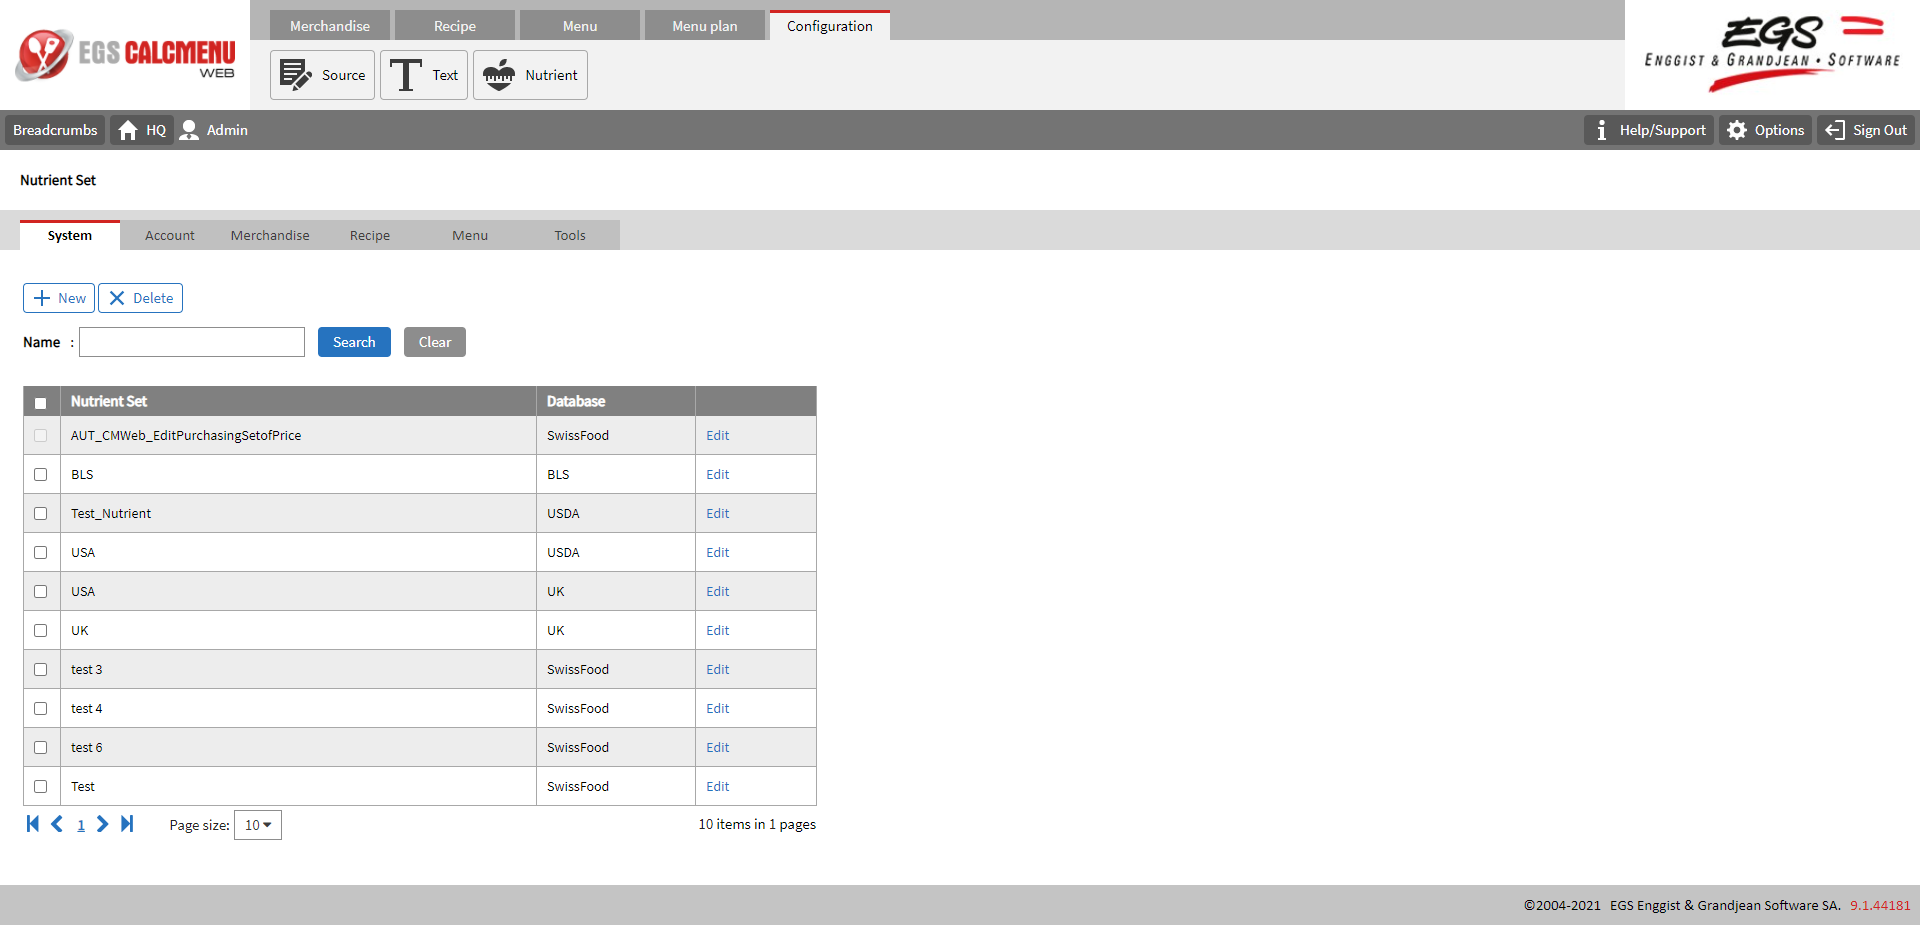 EGS CALCMENU
WEB
Merchandise
Recipe
Menu
Menu plan
Configuration
Source
Text
Nutrient
EGS
ENGGIST & GRANDJEAN • SOFTWARE
Breadcrumbs
HQ
Admin
Help/Support
Options
Sign Out
Nutrient Set
System
Account
Merchandise
Recipe
Menu
Tools
New
Delete
Name :
Search
Clear
Nutrient Set Database
AUT_CMWeb_EditPurchasingSetofPrice SwissFood Edit
BLS BLS Edit
Test_Nutrient USDA Edit
USA USDA Edit
USA UK Edit
UK UK Edit
test 3 SwissFood Edit
test 4 SwissFood Edit
test 6 SwissFood Edit
Test SwissFood Edit
1 Page size: 10 10 items in 1 pages
©2004-2021 EGS Enggist & Grandjean Software SA. 9.1.44181